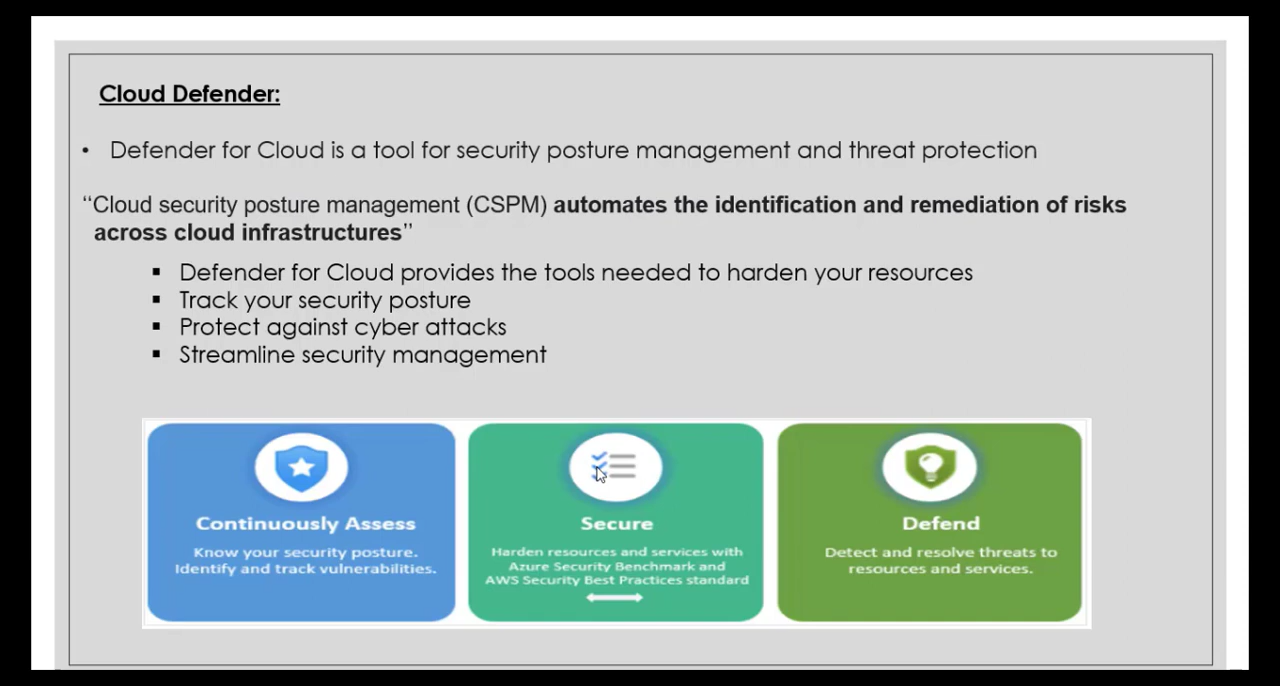 Cloud Defender:
• Defender for Cloud is a tool for security posture management and threat protection
“Cloud security posture management (CSPM) automates the identification and remediation of risks
across cloud infrastructures”
▪ Defender for Cloud provides the tools needed to harden your resources
▪ Track your security posture
▪ Protect against cyber attacks
▪ Streamline security management
Continuously Assess
Know your security posture.
Identify and track vulnerabilities.
Secure
Harden resources and services with
Azure Security Benchmark and
AWS Security Best Practices standard
Defend
Detect and resolve threats to
resources and services.